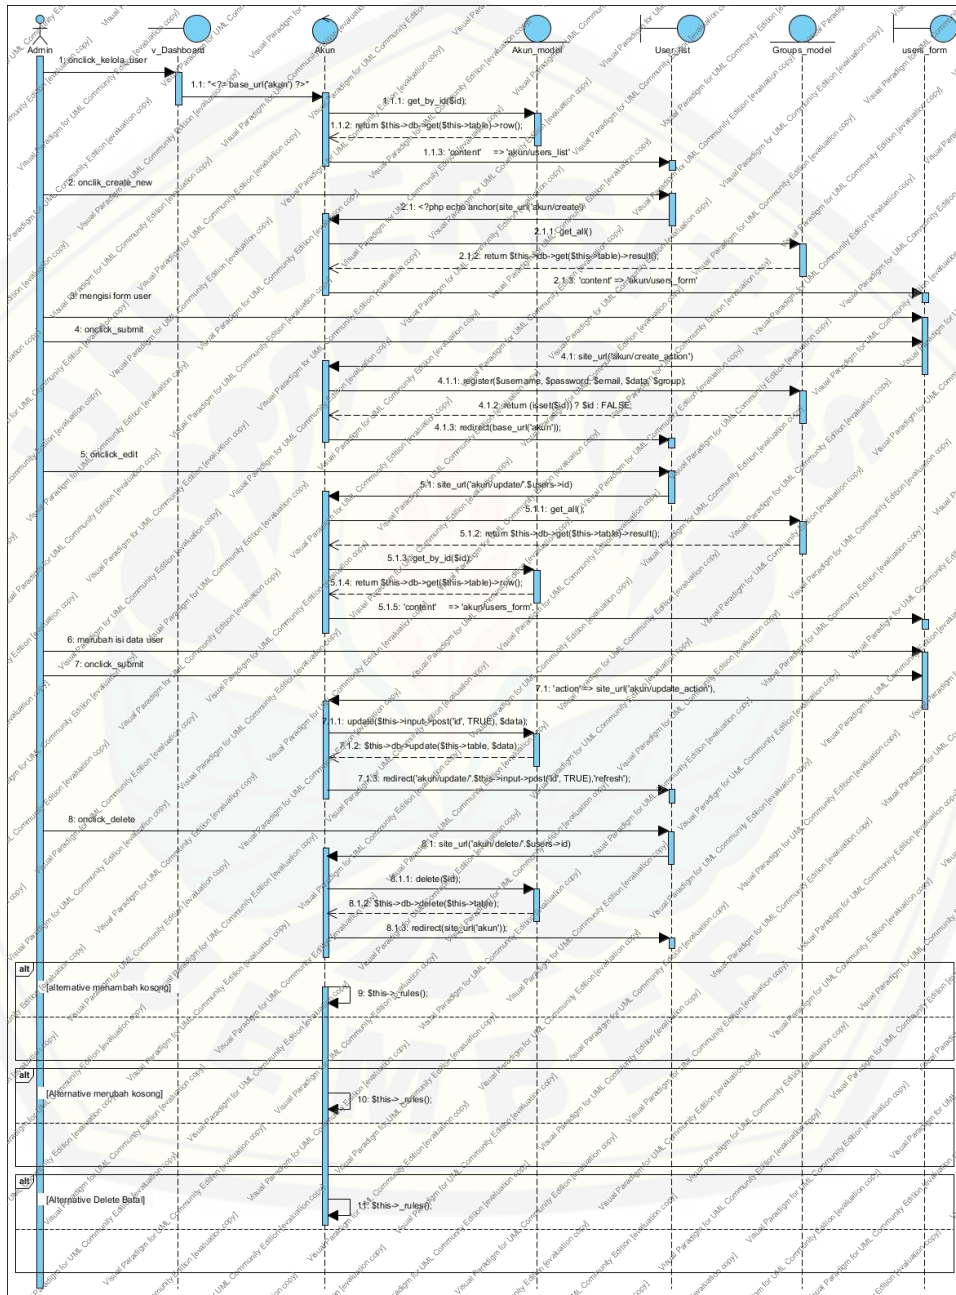 Admin
v_Dashboard
Akun
Akun_model
User_list
Groups_model
users_form
1: onclick_kelola_user
1.1: "<?= base_url('akun') ?>"
1.1.1: get_by_id($id);
1.1.2: return $this->db->get($this->table)->row();
1.1.3: 'content' => 'akun/users_list'
2: onclik_create_new
2.1: <?php echo anchor(site_url('akun/create')
2.1.1: get_all()
2.1.2: return $this->db->get($this->table)->result();
2.1.3: 'content' => 'akun/users_form'
3: mengisi form user
4: onclick_submit
4.1: site_url('akun/create_action')
4.1.1: register($username, $password, $email, $data, $group);
4.1.2: return (isset($id)) ? $id : FALSE;
4.1.3: redirect(base_url('akun'));
5: onclick_edit
5.1: site_url('akun/update/'.$users->id)
5.1.1: get_all();
5.1.2: return $this->db->get($this->table)->result();
5.1.3: get_by_id($id);
5.1.4: return $this->db->get($this->table)->row();
5.1.5: 'content' => 'akun/users_form',
6: merubah isi data user
7: onclick_submit
7.1: 'action' => site_url('akun/update_action'),
7.1.1: update($this->input->post('id', TRUE), $data);
7.1.2: $this->db->update($this->table, $data);
7.1.3: redirect('akun/update/'.$this->input->post('id', TRUE),'refresh');
8: onclick_delete
8.1: site_url('akun/delete/'.$users->id)
8.1.1: delete($id);
8.1.2: $this->db->delete($this->table);
8.1.3: redirect(site_url('akun'));
alt
[alternative menambah kosong]
9: $this->_rules();
alt
[Alternative merubah kosong]
10: $this->_rules();
alt
[Alternative Delete Batal]
11: $this->_rules();
Visual Paradigm for UML Community Edition [evaluation copy]